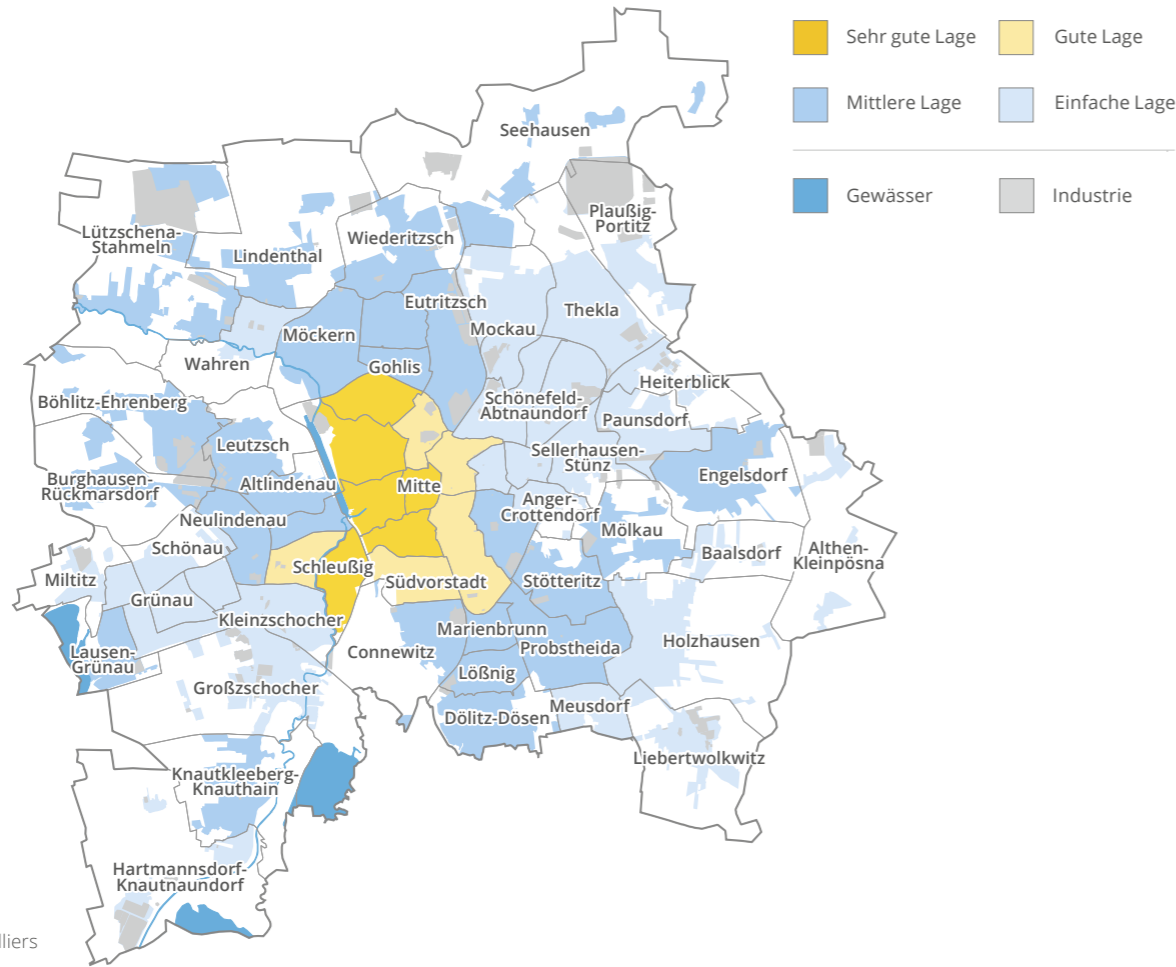 Sehr gute Lage
Gute Lage
Mittlere Lage
Einfache Lage
Gewässer
Industrie
Seehausen
Plaußig-
Portitz
Lützschena-
Stahmeln
Wiederitzsch
Lindenthal
Eutritzsch
Thekla
Mockau
Möckern
Wahren
Gohlis
Heiterblick
Böhlitz-Ehrenberg
Schönefeld-
Abtnaundorf
Paunsdorf
Leutzsch
Sellerhausen-
Stünz
Engelsdorf
Burghausen-
Rückmarsdorf
Altlindenau
Mitte
Anger-
Crottendorf
Neulindenau
Mölkau
Schönau
Baalsdorf
Althen-
Kleinpösna
Schleußig
Miltitz
Südvorstadt
Stötteritz
Grünau
Kleinzschocher
Marienbrunn
Holzhausen
Probstheida
Connewitz
Lausen-
Grünau
Lößnig
Großzschocher
Meusdorf
Dölitz-Dösen
Liebertwolkwitz
Knautkleeberg-
Knauthain
Hartmannsdorf-
Knautnaundorf
lliers